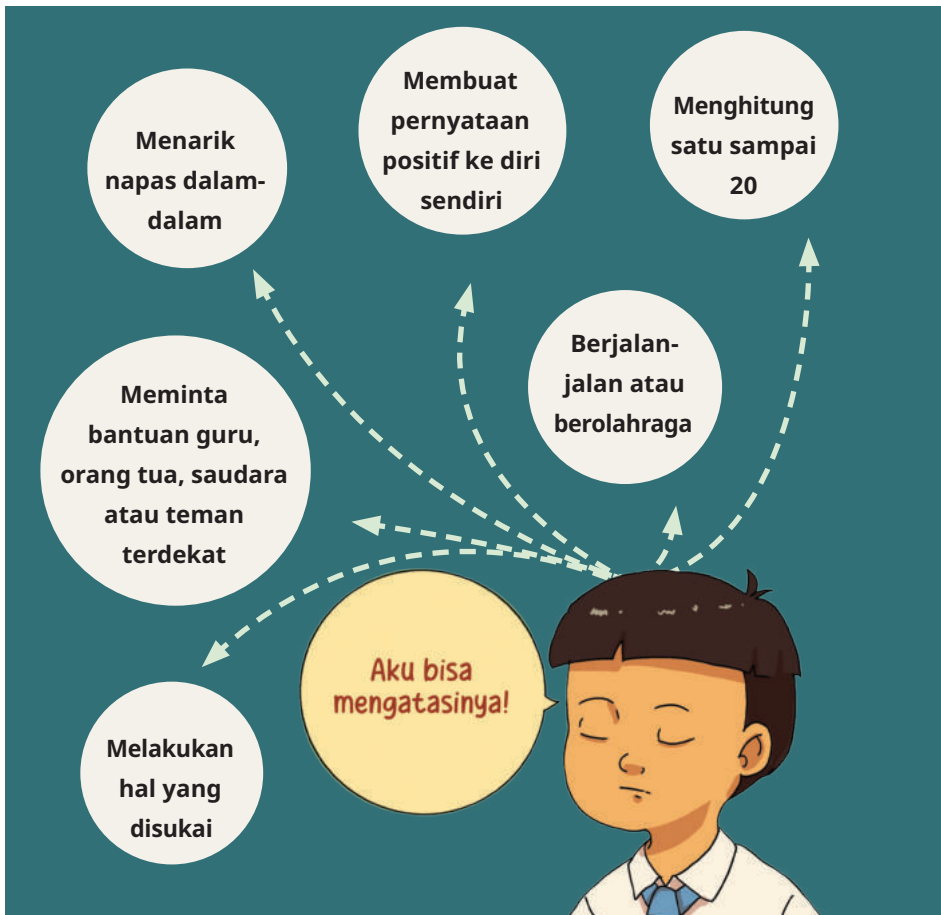 Menarik
napas dalam-
dalam
Membuat
pernyataan
positif ke diri
sendiri
Menghitung
satu sampai
20
Berjalan-
jalan atau
berolahraga
Meminta
bantuan guru,
orang tua, saudara
atau teman
terdekat
Aku bisa
mengatasinya!
Melakukan
hal yang
disukai